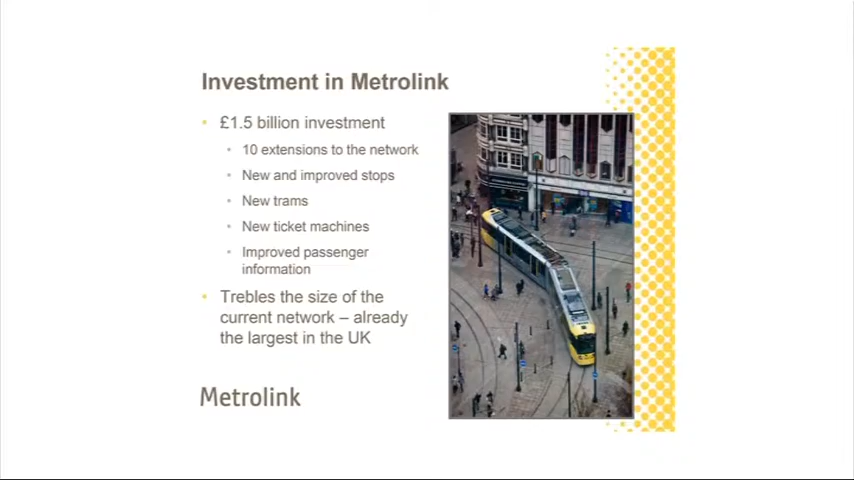 Investment in Metrolink
• £1.5 billion investment
• 10 extensions to the network
• New and improved stops
• New trams
• New ticket machines
• Improved passenger
information
• Trebles the size of the
current network – already
the largest in the UK
Metrolink